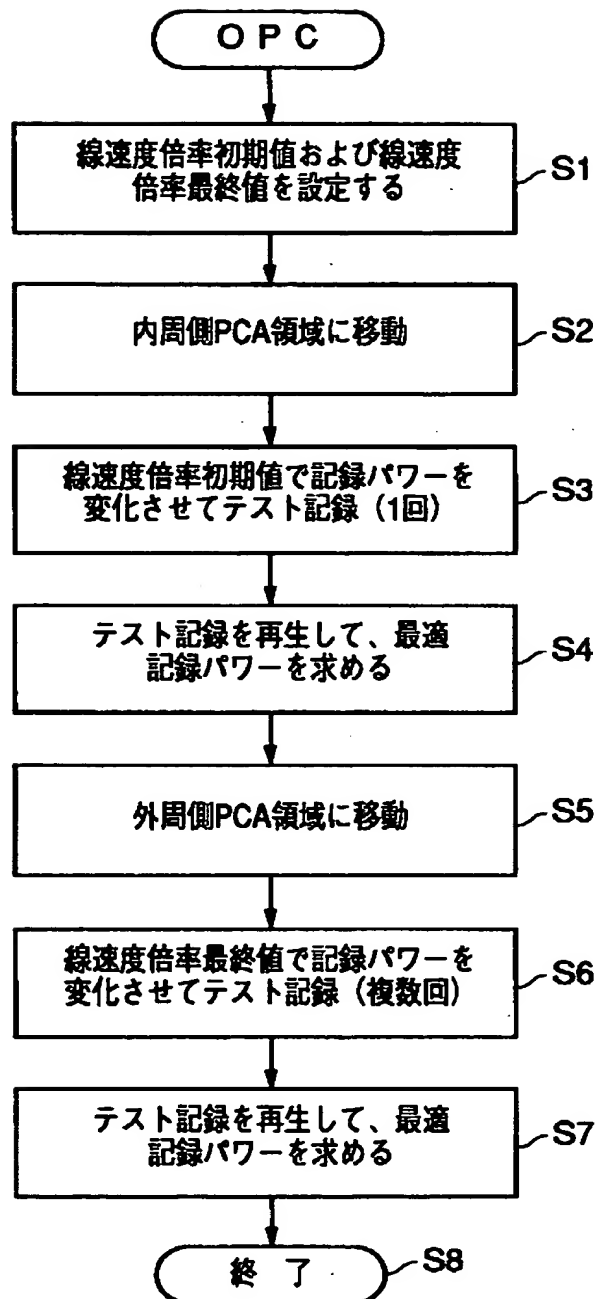 OPC
線速度倍率初期値および線速度
倍率最終値を設定する
S1
内周側PCA領域に移動
S2
線速度倍率初期値で記録パワーを
変化させてテスト記録（1回）
S3
テスト記録を再生して、最適
記録パワーを求める
S4
外周側PCA領域に移動
S5
線速度倍率最終値で記録パワーを
変化させてテスト記録（複数回）
S6
テスト記録を再生して、最適
記録パワーを求める
S7
終了
S8